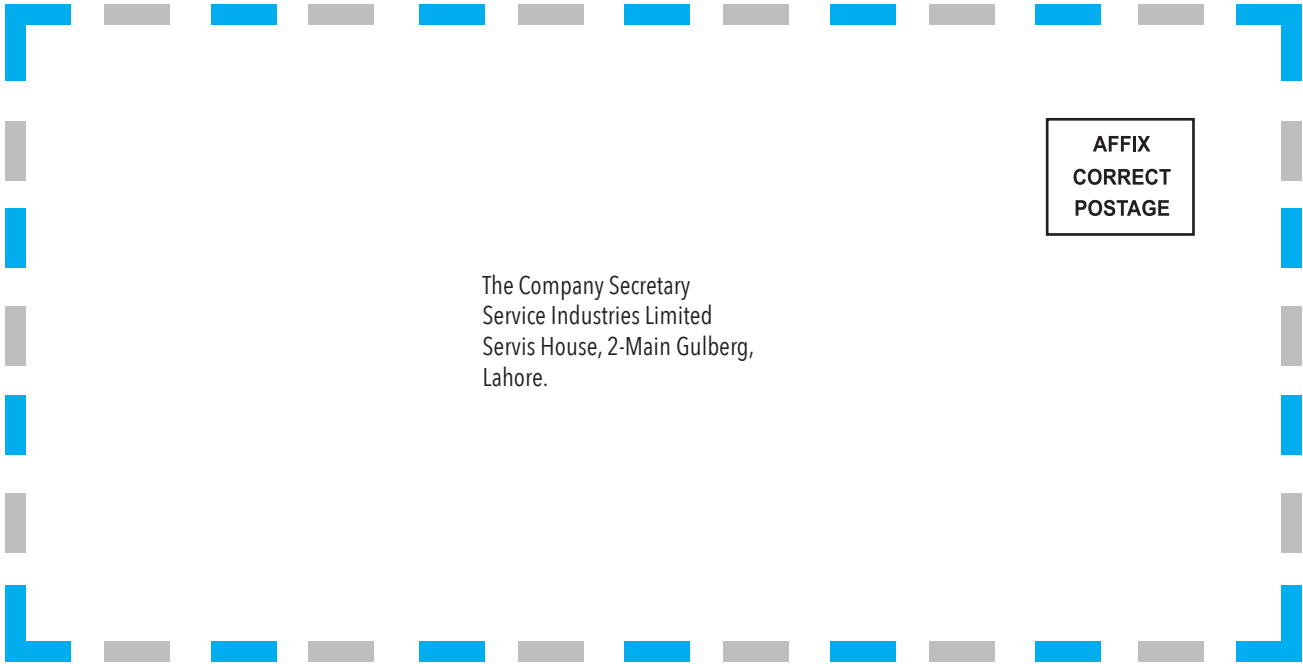 AFFIX
CORRECT
POSTAGE
The Company Secretary
Service Industries Limited
Servis House, 2-Main Gulberg,
Lahore.